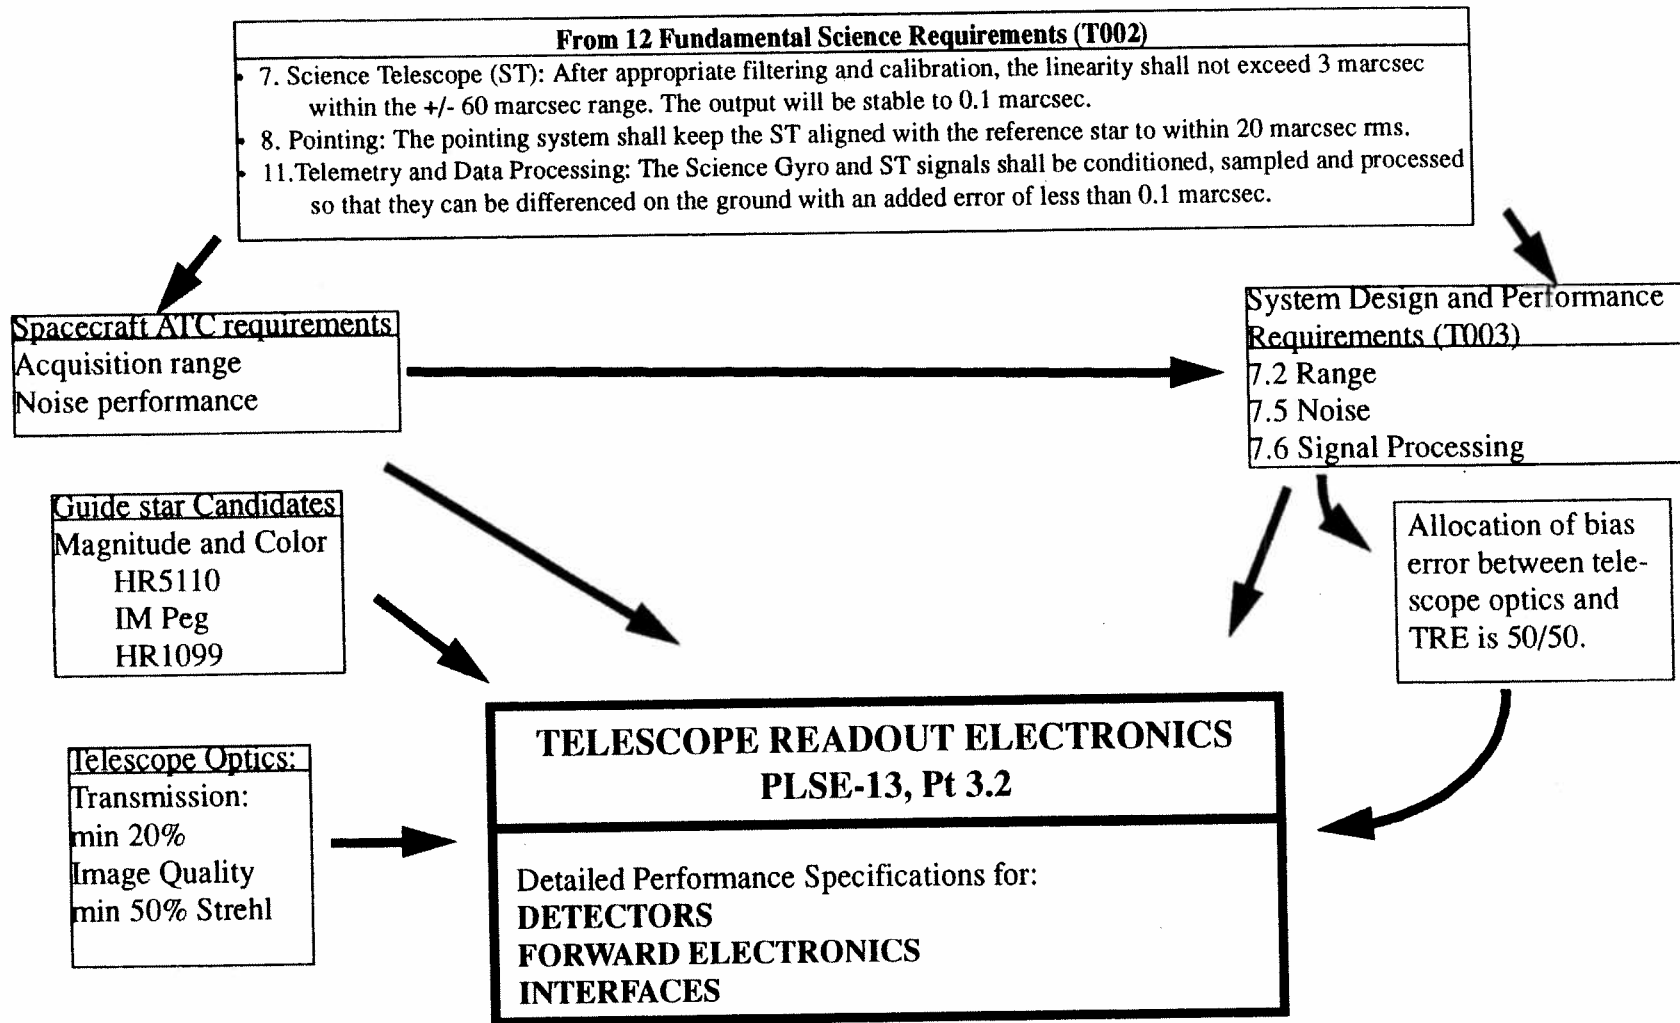 From 12 Fundamental Science Requirements (T002)
• 7. Science Telescope (ST): After appropriate filtering and calibration, the linearity shall not exceed 3 marcsec
within the +/- 60 marcsec range. The output will be stable to 0.1 marcsec.
• 8. Pointing: The pointing system shall keep the ST aligned with the reference star to within 20 marcsec rms.
• 11.Telemetry and Data Processing: The Science Gyro and ST signals shall be conditioned, sampled and processed
so that they can be differenced on the ground with an added error of less than 0.1 marcsec.
Spacecraft ATC requirements
Acquisition range
Noise performance
System Design and Performance
Requirements (T003)
7.2 Range
7.5 Noise
7.6 Signal Processing
Guide star Candidates
Magnitude and Color
HR5110
IM Peg
HR1099
Allocation of bias
error between tele-
scope optics and
TRE is 50/50.
Telescope Optics:
Transmission:
min 20%
Image Quality
min 50% Strehl
TELESCOPE READOUT ELECTRONICS
PLSE-13, Pt 3.2
Detailed Performance Specifications for:
DETECTORS
FORWARD ELECTRONICS
INTERFACES